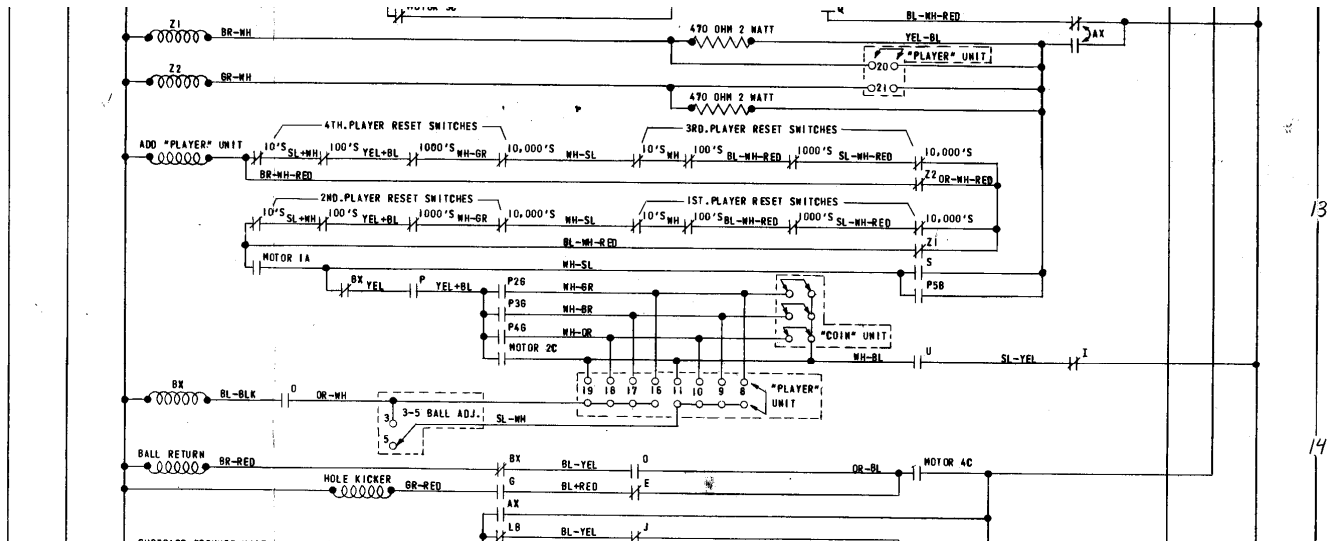 MOTOR 3C
Q
BL-WH-RED
Z1
BR-WH
470 OHM 2 WATT
YEL-BL
AX
"PLAYER" UNIT
20
Z2
GR-WH
21
470 OHM 2 WATT
4TH.PLAYER RESET SWITCHES
3RD.PLAYER RESET SWITCHES
ADD "PLAYER" UNIT
10'S SL+WH 100'S YEL+BL 1000'S WH-GR 10,000'S WH-SL 10'S WH 100'S BL-WH-RED 1000'S SL-WH-RED 10,000'S
BR-WH-RED
Z2 OR-WH-RED
2ND.PLAYER RESET SWITCHES
1ST.PLAYER RESET SWITCHES
13
10'S SL+WH 100'S YEL+BL 1000'S WH-GR 10,000'S WH-SL 10'S WH 100'S BL-WH-RED 1000'S SL-WH-RED 10,000'S
BL-WH-RED
Z1
MOTOR 1A
WH-SL
S
BX YEL
P
YEL+BL
P2G
WH-GR
P5B
P3G
WH-BR
P4G
WH-OR
"COIN" UNIT
MOTOR 2C
WH-BL
U
SL-YEL
I
BX
BL-BLK
O
OR-WH
19 18 17 16 11 10 9 8
"PLAYER" UNIT
3
3-5 BALL ADJ.
SL-WH
5
14
BALL RETURN
BR-RED
BX
BL-YEL
O
OR-BL
MOTOR 4C
HOLE KICKER
GR-RED
G
BL+RED
E
AX
LB
BL-YEL
J